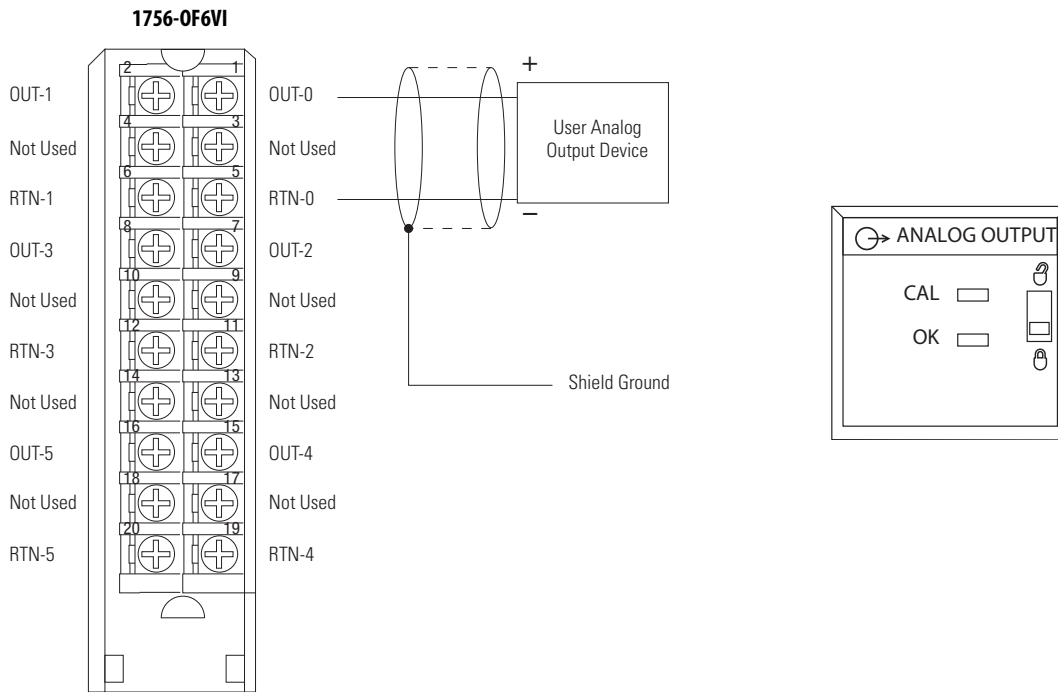 1756-OF6VI
2 1
OUT-1 OUT-0
4 3
Not Used Not Used
6 5
RTN-1 RTN-0
8 7
OUT-3 OUT-2
10 9
Not Used Not Used
12 11
RTN-3 RTN-2
14 13
Not Used Not Used
16 15
OUT-5 OUT-4
18 17
Not Used Not Used
20 19
RTN-5 RTN-4
+
User Analog
Output Device
–
Shield Ground
ANALOG OUTPUT
CAL
OK